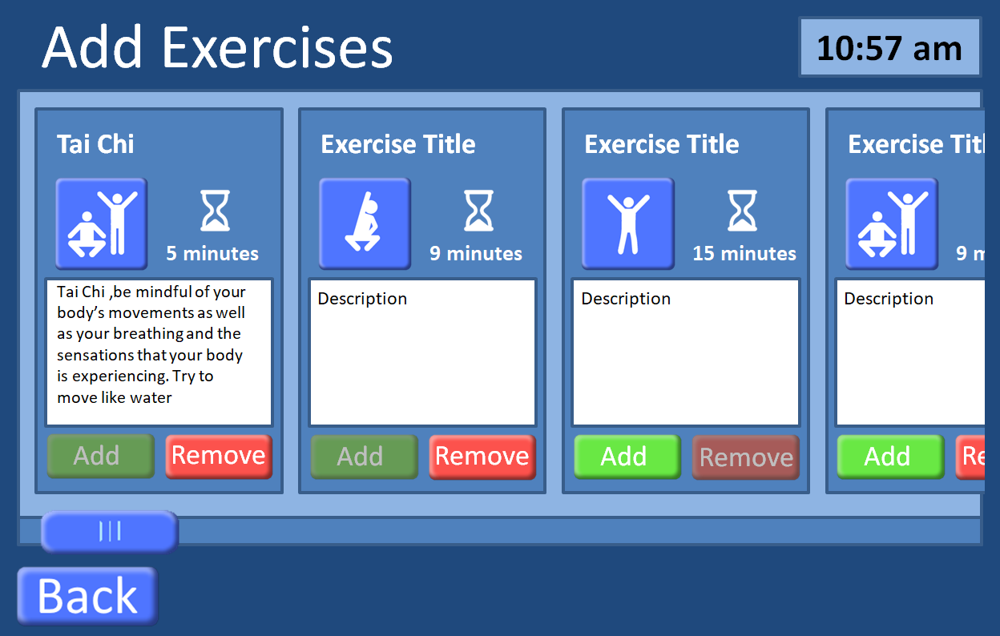 Add Exercises
10:57 am
Tai Chi
5 minutes
Tai Chi ,be mindful of your
body's movements as well
as your breathing and the
sensations that your body
is experiencing. Try to
move like water
Add
Remove
Exercise Title
9 minutes
Description
Add
Remove
Exercise Title
15 minutes
Description
Add
Remove
Exercise Titl
9 m
Description
Add
Re
Back